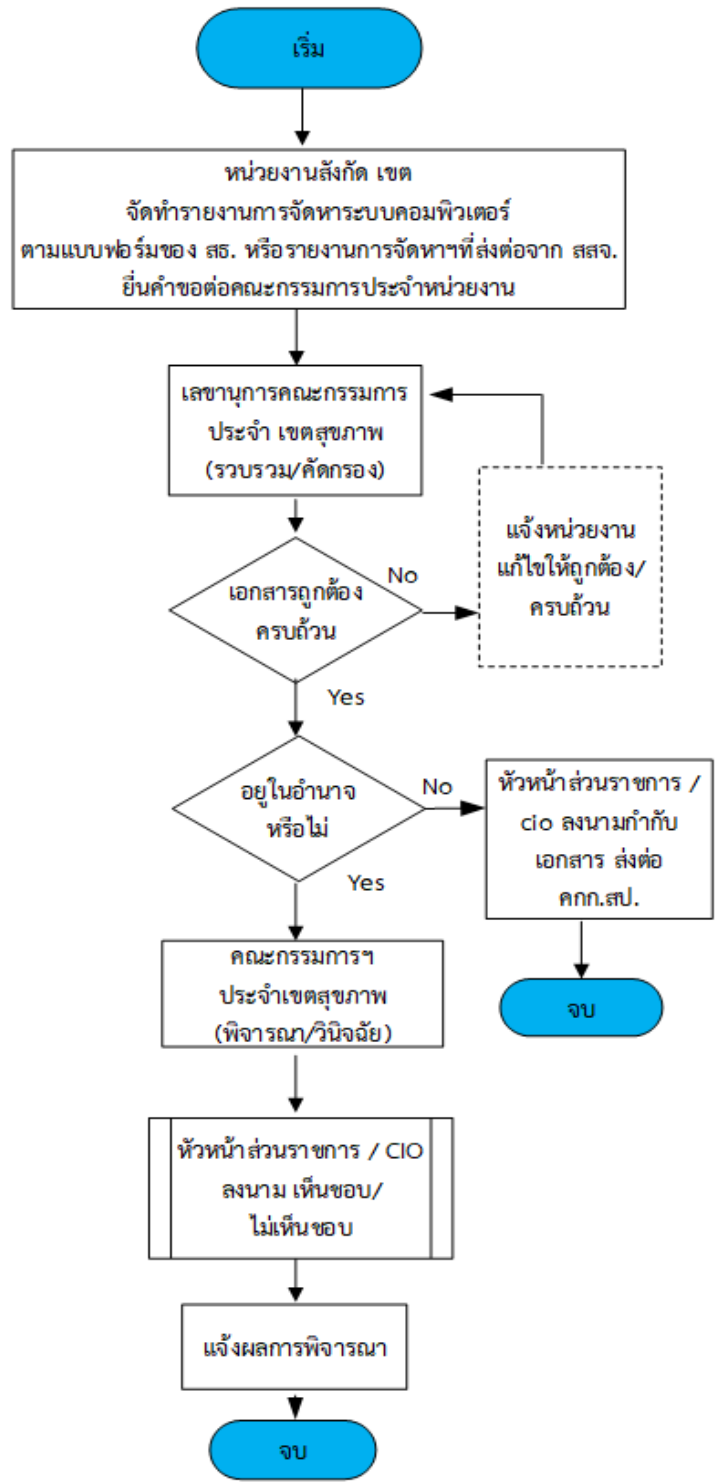 เริ่ม
หน่วยงานสังกัด เขต
จัดทำรายงานการจัดหาระบบคอมพิวเตอร์
ตามแบบฟอร์มของ สธ. หรือรายงานการจัดหาฯที่ส่งต่อจาก สสจ.
ยื่นคำขอต่อคณะกรรมการประจำหน่วยงาน
เลขานุการคณะกรรมการ
ประจำ เขตสุขภาพ
(รวบรวม/คัดกรอง)
แจ้งหน่วยงาน
แก้ไขให้ถูกต้อง/
ครบถ้วน
เอกสารถูกต้อง
ครบถ้วน
No
Yes
อยู่ในอำนาจ
หรือไม่
No
หัวหน้าส่วนราชการ /
cio ลงนามกำกับ
เอกสาร ส่งต่อ
คกก.สป.
จบ
Yes
คณะกรรมการฯ
ประจำเขตสุขภาพ
(พิจารณา/วินิจฉัย)
หัวหน้าส่วนราชการ / CIO
ลงนาม เห็นชอบ/
ไม่เห็นชอบ
แจ้งผลการพิจารณา
จบ